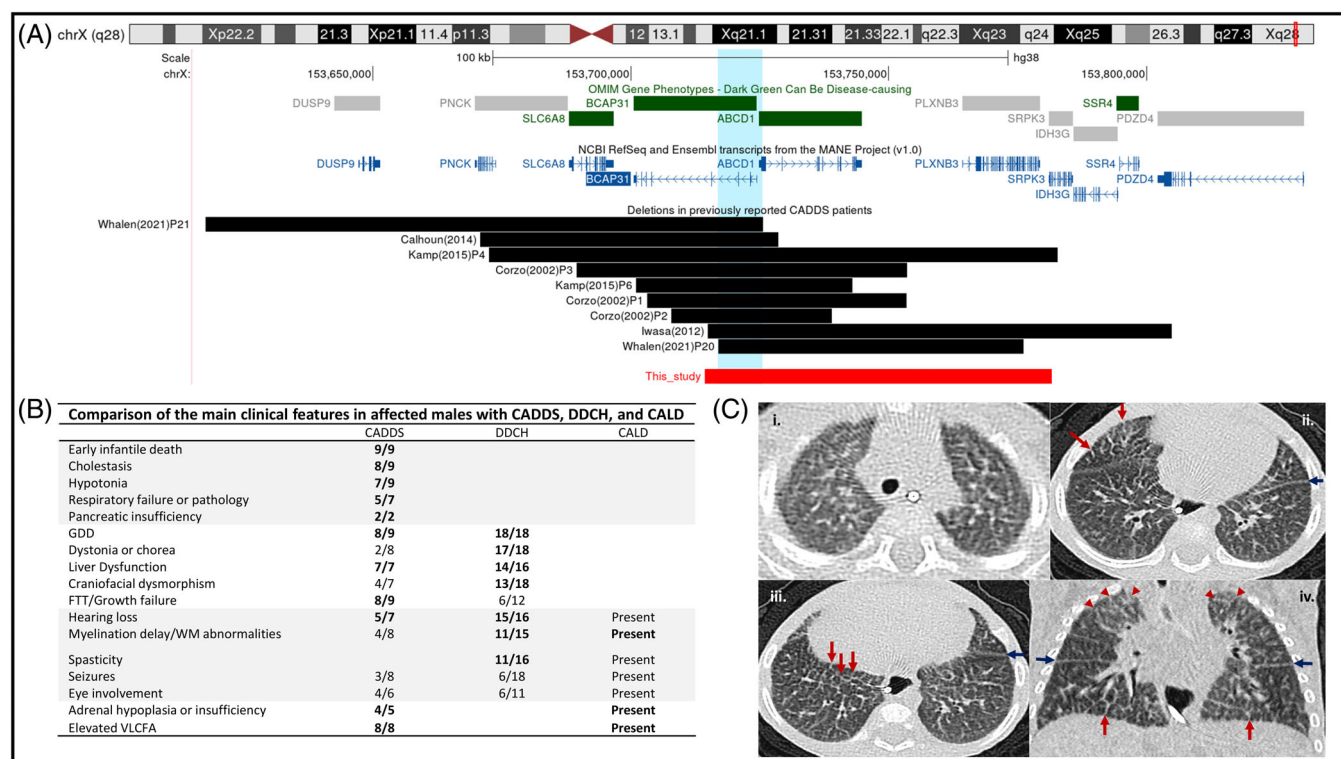 (A)
chrX (q28) Xp22.2 21.3 Xp21.1 11.4 p11.3 12 13.1 Xq21.1 21.31 21.33 22.1 q22.3 Xq23 q24 Xq25 26.3 q27.3 Xq28
Scale 100 kb hg38
chrX: 153,650,000 153,700,000 153,750,000 153,800,000
OMIM Gene Phenotypes - Dark Green Can Be Disease-causing
DUSP9 PNCK BCAP31 PLXNB3 SSR4
SLC6A8 ABCD1 SRPK3 PDZD4
IDH3G
NCBI RefSeq and Ensembl transcripts from the MANE Project (v1.0)
DUSP9 PNCK SLC6A8 ABCD1 PLXNB3 SSR4
BCAP31 SRPK3 PDZD4
IDH3G
Deletions in previously reported CADDS patients
Whalen(2021)P21
Calhoun(2014)
Kamp(2015)P4
Corzo(2002)P3
Kamp(2015)P6
Corzo(2002)P1
Corzo(2002)P2
Iwasa(2012)
Whalen(2021)P20
This_study
(B)
Comparison of the main clinical features in affected males with CADDS, DDCH, and CALD
CADDS DDCH CALD
Early infantile death 9/9
Cholestasis 8/9
Hypotonia 7/9
Respiratory failure or pathology 5/7
Pancreatic insufficiency 2/2
GDD 8/9 18/18
Dystonia or chorea 2/8 17/18
Liver Dysfunction 7/7 14/16
Craniofacial dysmorphism 4/7 13/18
FTT/Growth failure 8/9 6/12
Hearing loss 5/7 15/16 Present
Myelination delay/WM abnormalities 4/8 11/15 Present
Spasticity 11/16 Present
Seizures 3/8 6/18 Present
Eye involvement 4/6 6/11 Present
Adrenal hypoplasia or insufficiency 4/5 Present
Elevated VLCFA 8/8 Present
(C)
i.
ii.
iii.
iv.